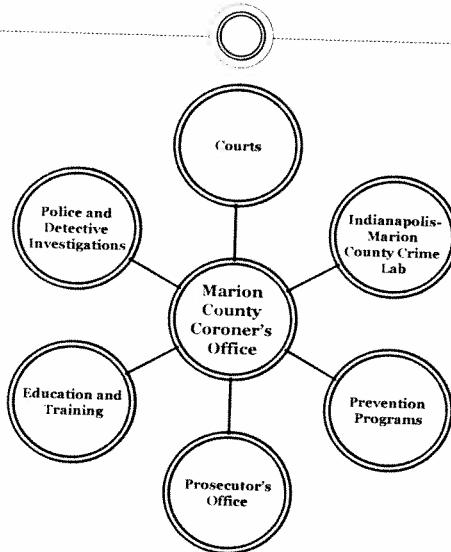 Courts
Police and
Detective
Investigations
Indianapolis-
Marion
County Crime
Lab
Marion
County
Coroner's
Office
Education and
Training
Prevention
Programs
Prosecutor's
Office